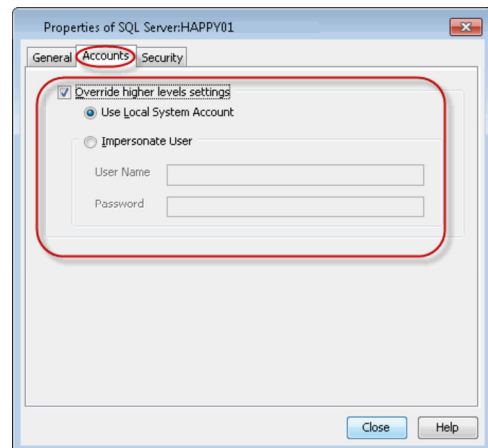 Properties of SQL Server:HAPPY01
General Accounts Security
Override higher levels settings
Use Local System Account
Impersonate User
User Name
Password
Close Help